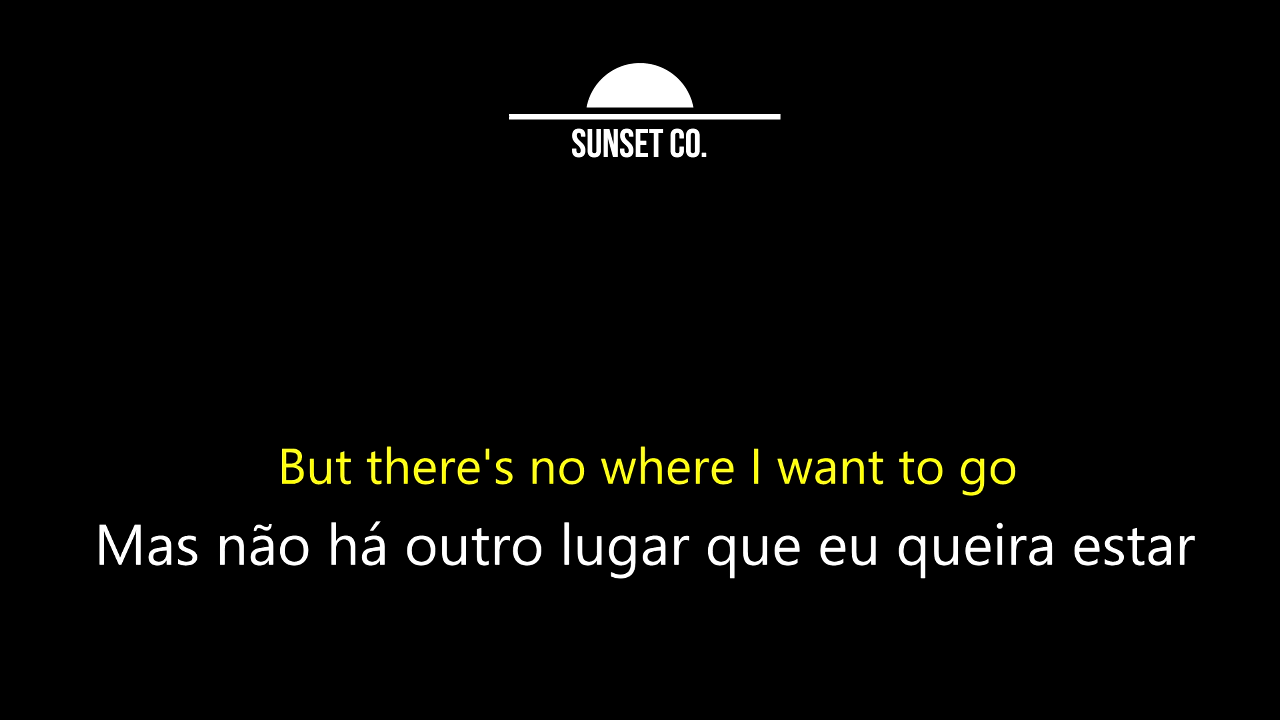 SUNSET CO.
But there's no where I want to go
Mas não há outro lugar que eu queira estar